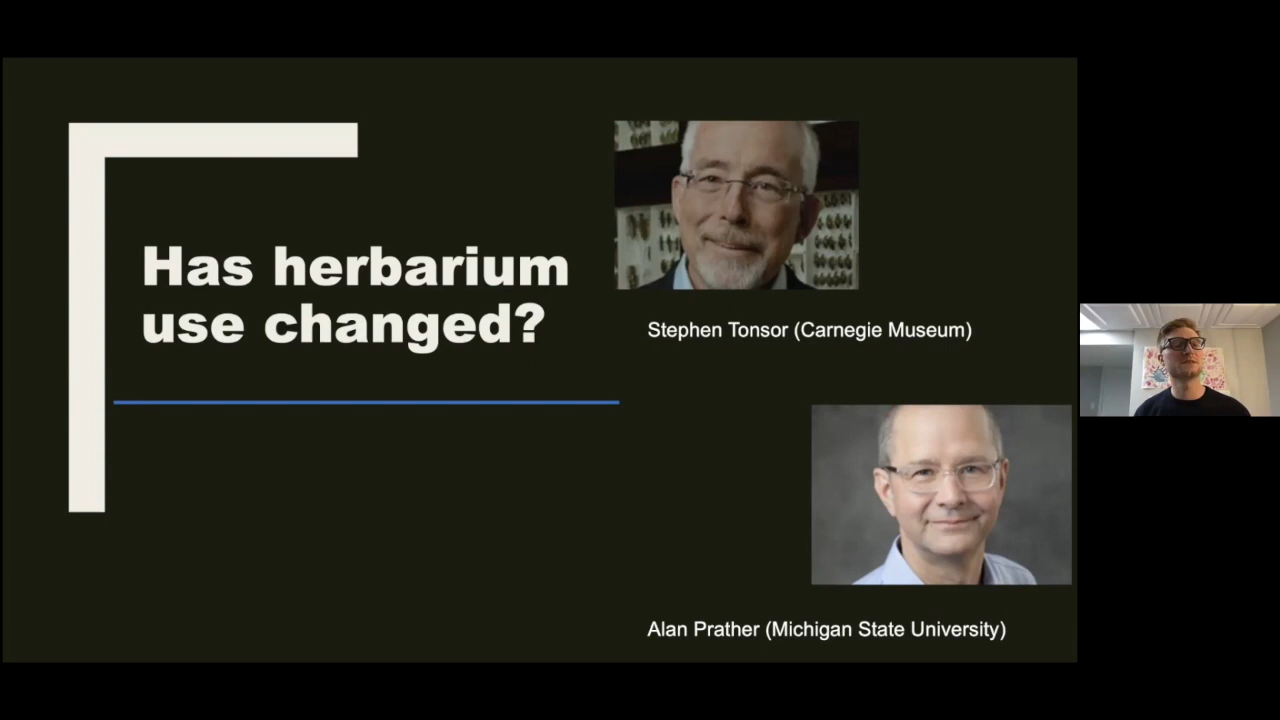 Has herbarium
use changed?
Stephen Tonsor (Carnegie Museum)
Alan Prather (Michigan State University)